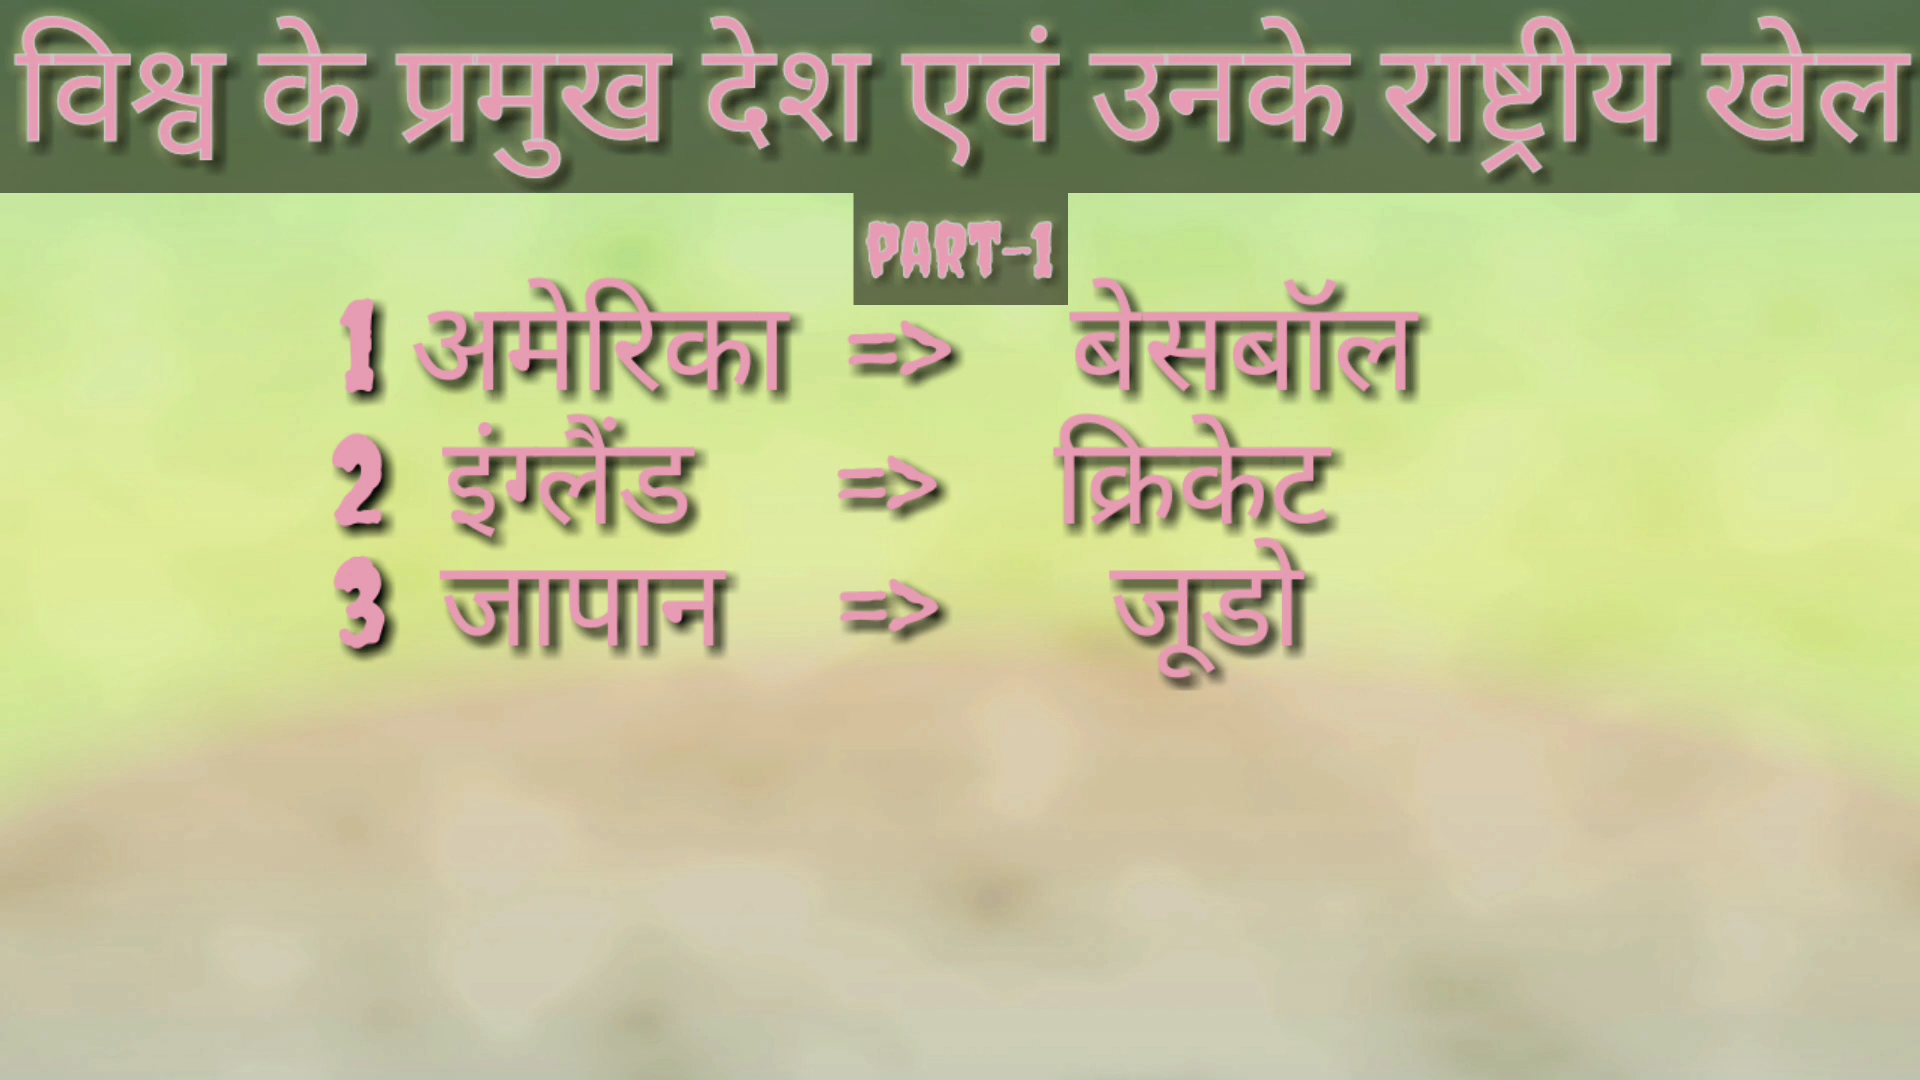 विश्व के प्रमुख देश एवं उनके राष्ट्रीय खेल
PART-1
1 अमेरिका => बेसबॉल
2 इंग्लैंड => क्रिकेट
3 जापान => जूडो